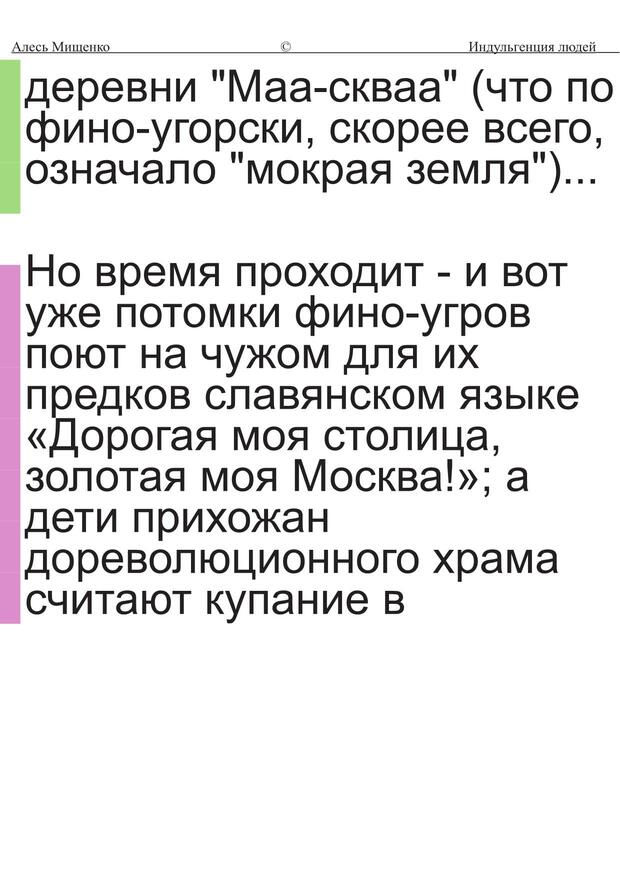 Алесь Мищенко © Индульгенция людей
деревни "Маа-скваа" (что по
фино-угорски, скорее всего,
означало "мокрая земля")...
Но время проходит - и вот
уже потомки фино-угров
поют на чужом для их
предков славянском языке
«Дорогая моя столица,
золотая моя Москва!»; а
дети прихожан
дореволюционного храма
считают купание в